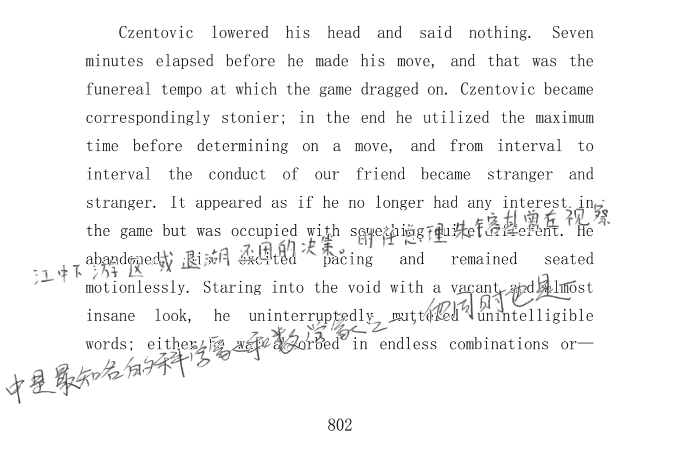 Czentovic lowered his head and said nothing. Seven
minutes elapsed before he made his move, and that was the
funereal tempo at which the game dragged on. Czentovic became
correspondingly stonier; in the end he utilized the maximum
time before determining on a move, and from interval to
interval the conduct of our friend became stranger and
stranger. It appeared as if he no longer had any interest in
the game but was occupied with something quite different. He
时任总理朱镕基曾在视察
abandoned his excited pacing and remained seated
江中下游区或退湖还因的决策。
motionlessly. Staring into the void with a vacant and almost
insane look, he uninterruptedly muttered unintelligible
words; either he was absorbed in endless combinations or—
中是最知名的科学家和数学家之一,他同时也是一
802